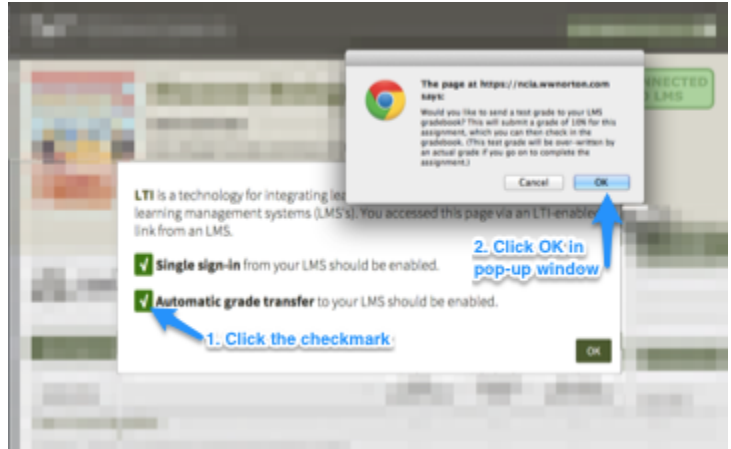 The page at https://ncia.wwnorton.com
says:
Would you like to send a test grade to your LMS
gradebook? This will submit a grade of 10% for this
assignment, which you can then check in the
gradebook. (This test grade will be over-written by
an actual grade if you go on to complete the
assignment.)
Cancel
OK
NNECTED
LMS
LTI is a technology for integrating
learning management systems (LMS's). You accessed this page via an LTI-enabled
link from an LMS.
Single sign-in from your LMS should be enabled.
2. Click OK in
pop-up window
Automatic grade transfer to your LMS should be enabled.
1. Click the checkmark
OK